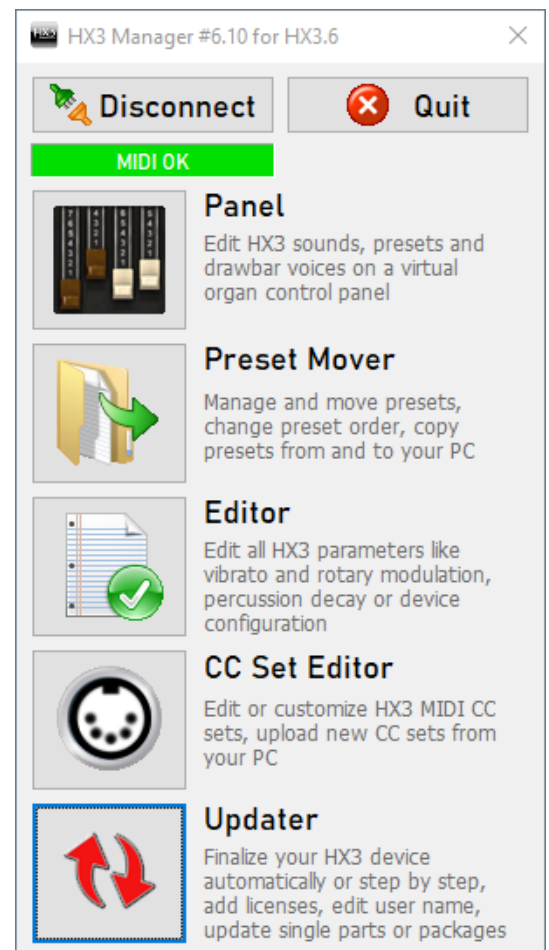 HX3 Manager #6.10 for HX3.6
Disconnect
Quit
MIDI OK
Panel
Edit HX3 sounds, presets and
drawbar voices on a virtual
organ control panel
Preset Mover
Manage and move presets,
change preset order, copy
presets from and to your PC
Editor
Edit all HX3 parameters like
vibrato and rotary modulation,
percussion decay or device
configuration
CC Set Editor
Edit or customize HX3 MIDI CC
sets, upload new CC sets from
your PC
Updater
Finalize your HX3 device
automatically or step by step,
add licenses, edit user name,
update single parts or packages